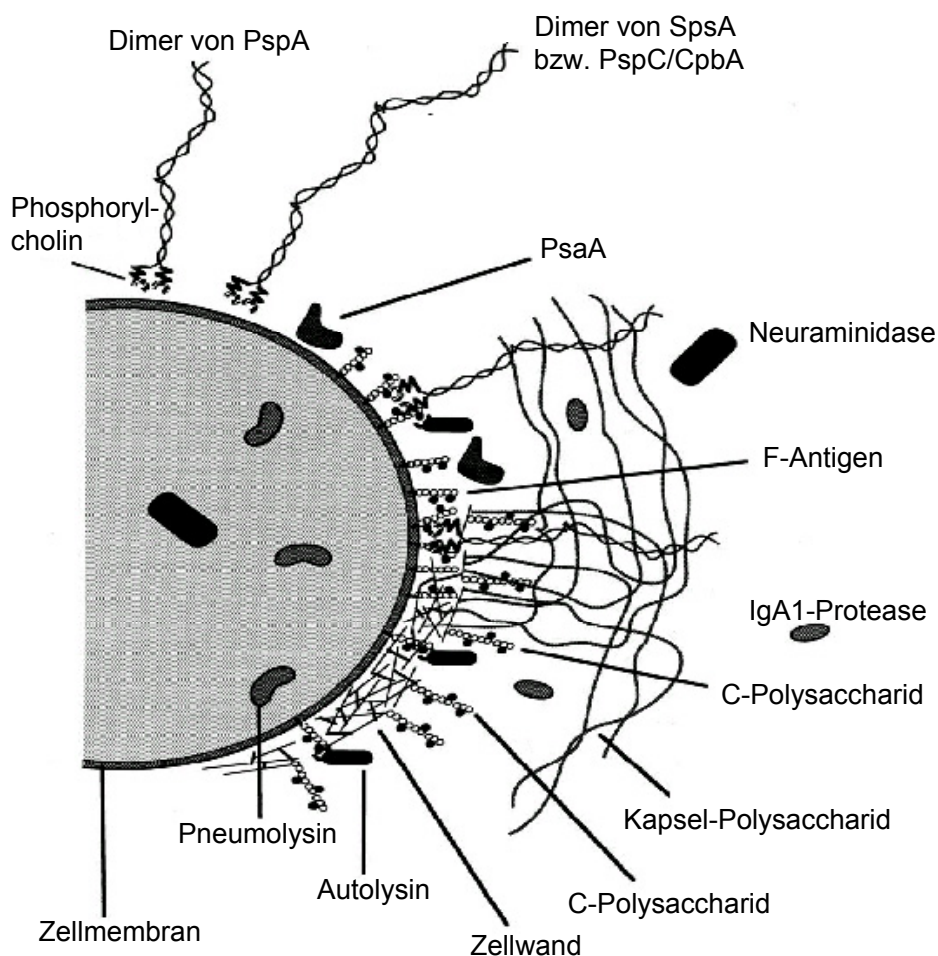 Dimer von PspA
Dimer von SpsA
bzw. PspC/CpbA
Phosphoryl-
cholin
PsaA
Neuraminidase
F-Antigen
IgA1-Protease
C-Polysaccharid
Kapsel-Polysaccharid
Pneumolysin
Autolysin
C-Polysaccharid
Zellmembran
Zellwand